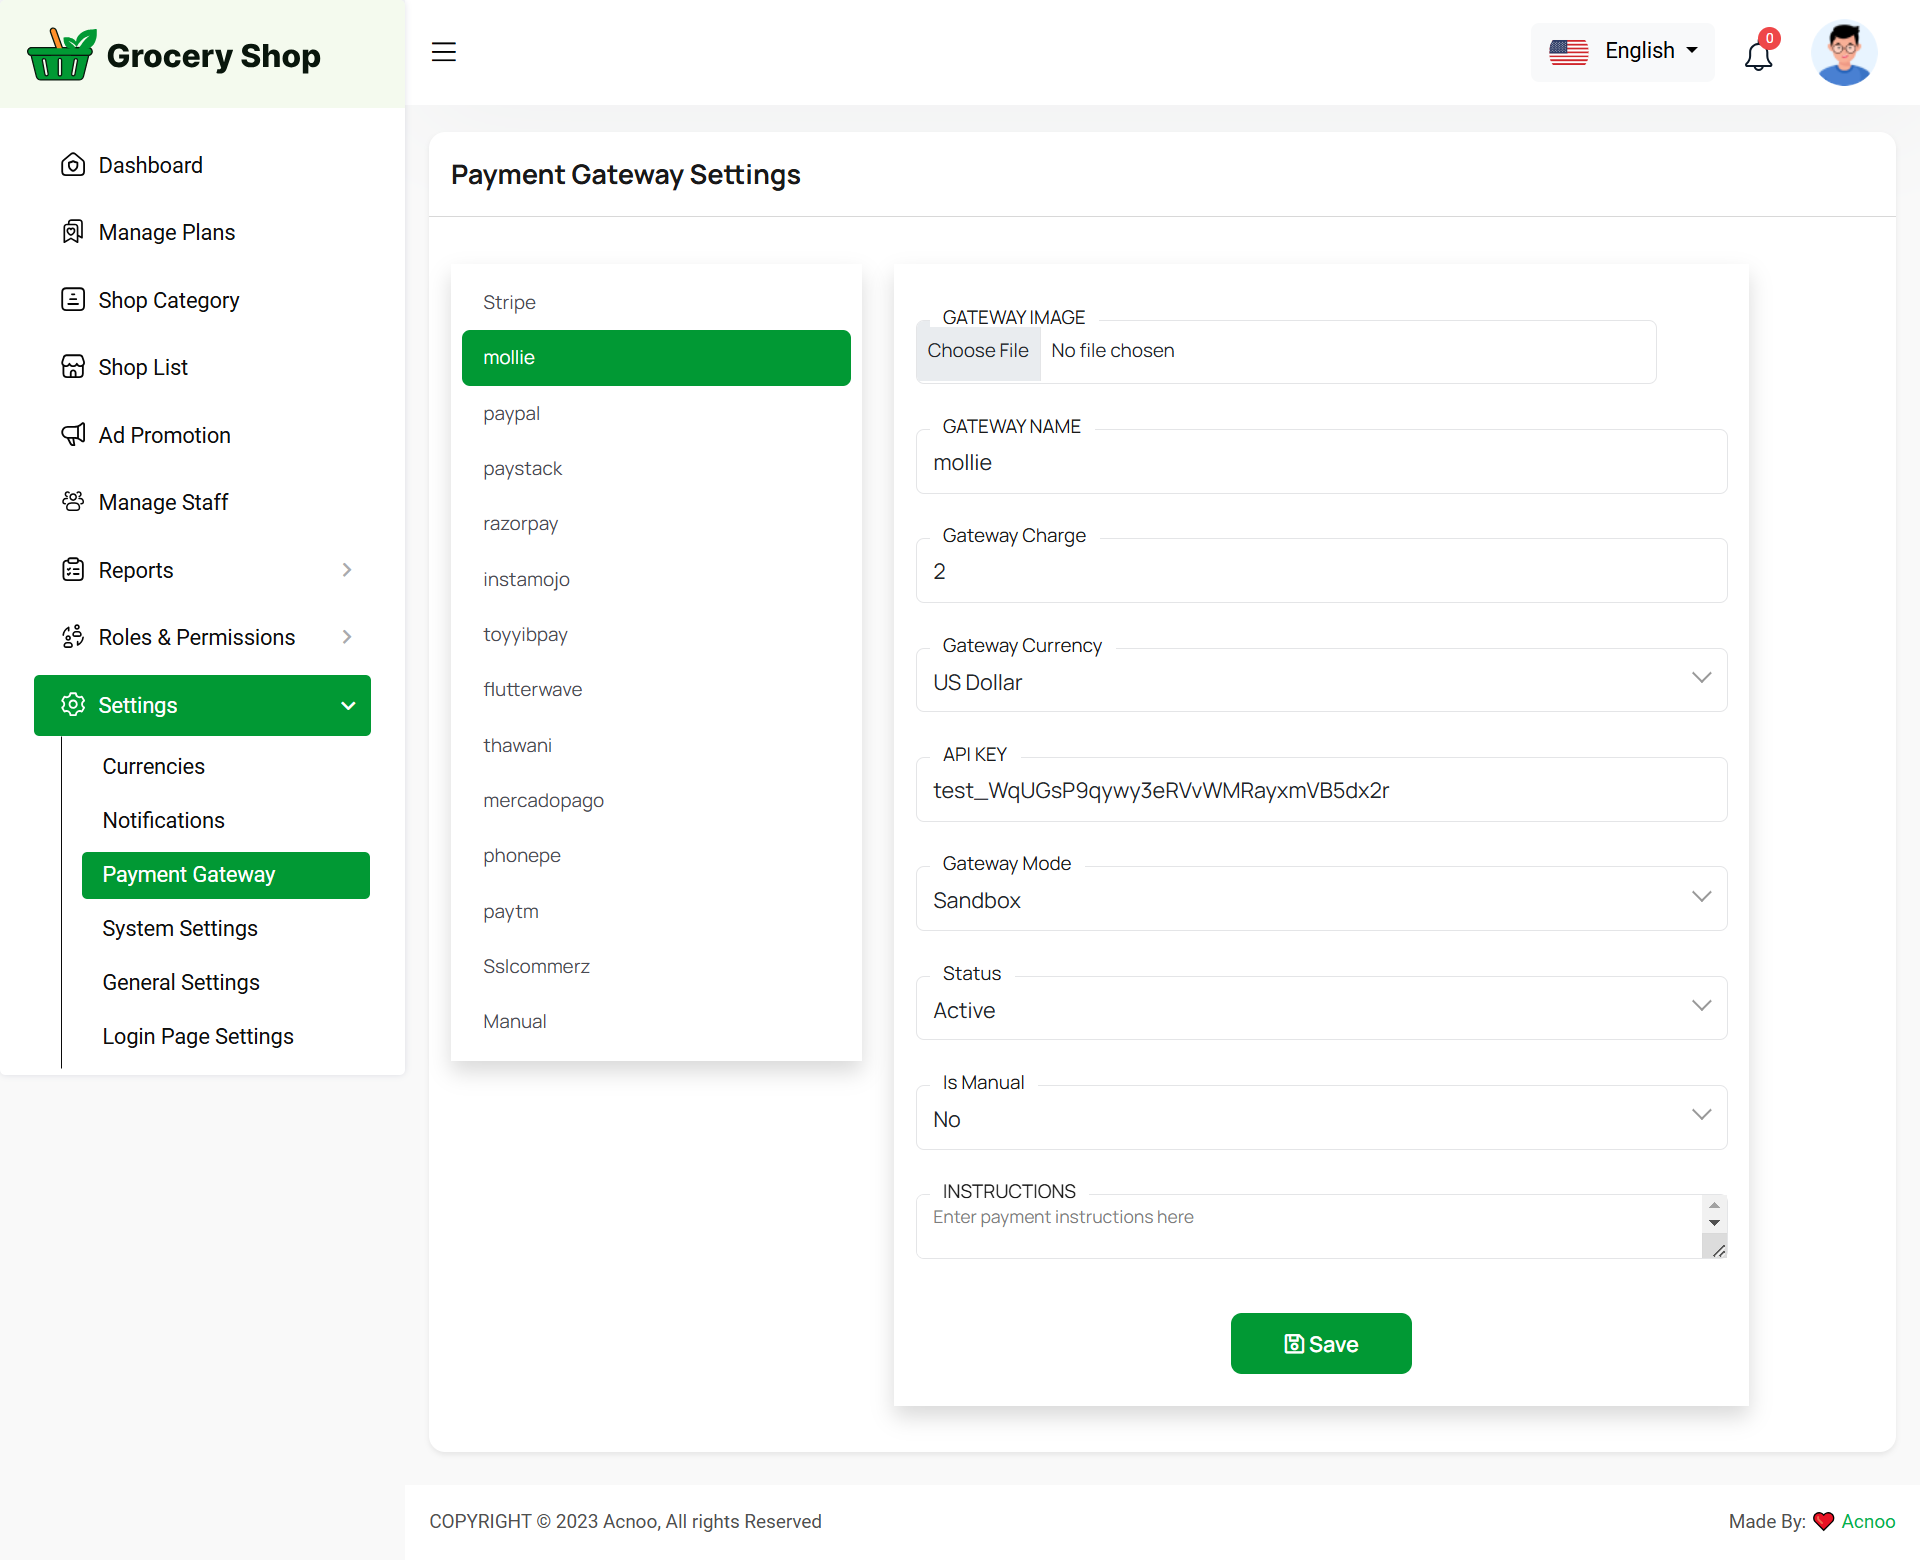 Grocery Shop
English
0
Dashboard
Manage Plans
Shop Category
Shop List
Ad Promotion
Manage Staff
Reports
Roles & Permissions
Settings
Currencies
Notifications
Payment Gateway
System Settings
General Settings
Login Page Settings
Payment Gateway Settings
Stripe
mollie
paypal
paystack
razorpay
instamojo
toyyibpay
flutterwave
thawani
mercadopago
phonepe
paytm
Sslcommerz
Manual
GATEWAY IMAGE
Choose File No file chosen
GATEWAY NAME
mollie
Gateway Charge
2
Gateway Currency
US Dollar
API KEY
test_WqUGsP9qywy3eRVvWMRayxmVB5dx2r
Gateway Mode
Sandbox
Status
Active
Is Manual
No
INSTRUCTIONS
Enter payment instructions here
Save
COPYRIGHT © 2023 Acnoo, All rights Reserved
Made By: Acnoo